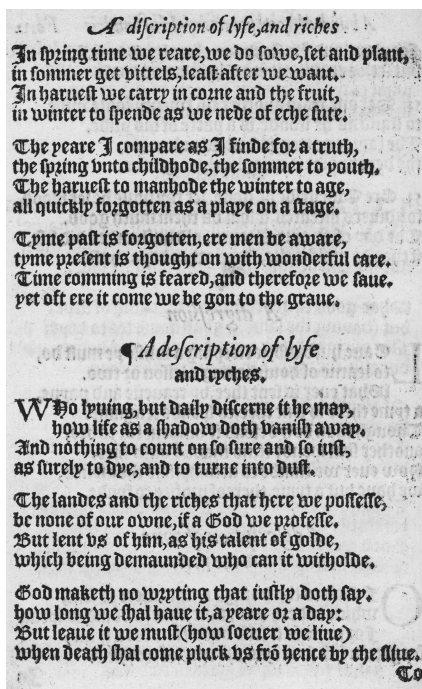 A discription of lyfe, and riches
In spring time we reare, we do sowe, set and plant,
in sommer get vittels, least after we want.
In haruest we carry in corne and the fruit,
in winter to spende as we nede of eche sute.
The yeare I compare as I finde for a truth,
the spring vnto childhode, the sommer to youth.
The haruest to manhode the winter to age,
all quickly forgotten as a playe on a stage.
Tyme past is forgotten, ere men be aware,
tyme present is thought on with wonderful care.
Time comming is feared, and therefore we saue.
yet oft ere it come we be gon to the graue.
¶ A description of lyfe
and ryches.
WHo lyuing, but daily discerne it he may,
how life as a shadow doth vanish away.
And nothing to count on so sure and so iust,
as surely to dye, and to turne into dust.
The landes and the riches that here we possesse,
be none of our owne, if a God we professe.
But lent vs of him, as his talent of golde,
which being demaunded who can it witholde.
God maketh no wryting that iustly doth say.
how long we shal haue it, a yeare or a day:
But leaue it we must (how soeuer we liue)
when death shal come pluck vs frō hence by the sliue.
To